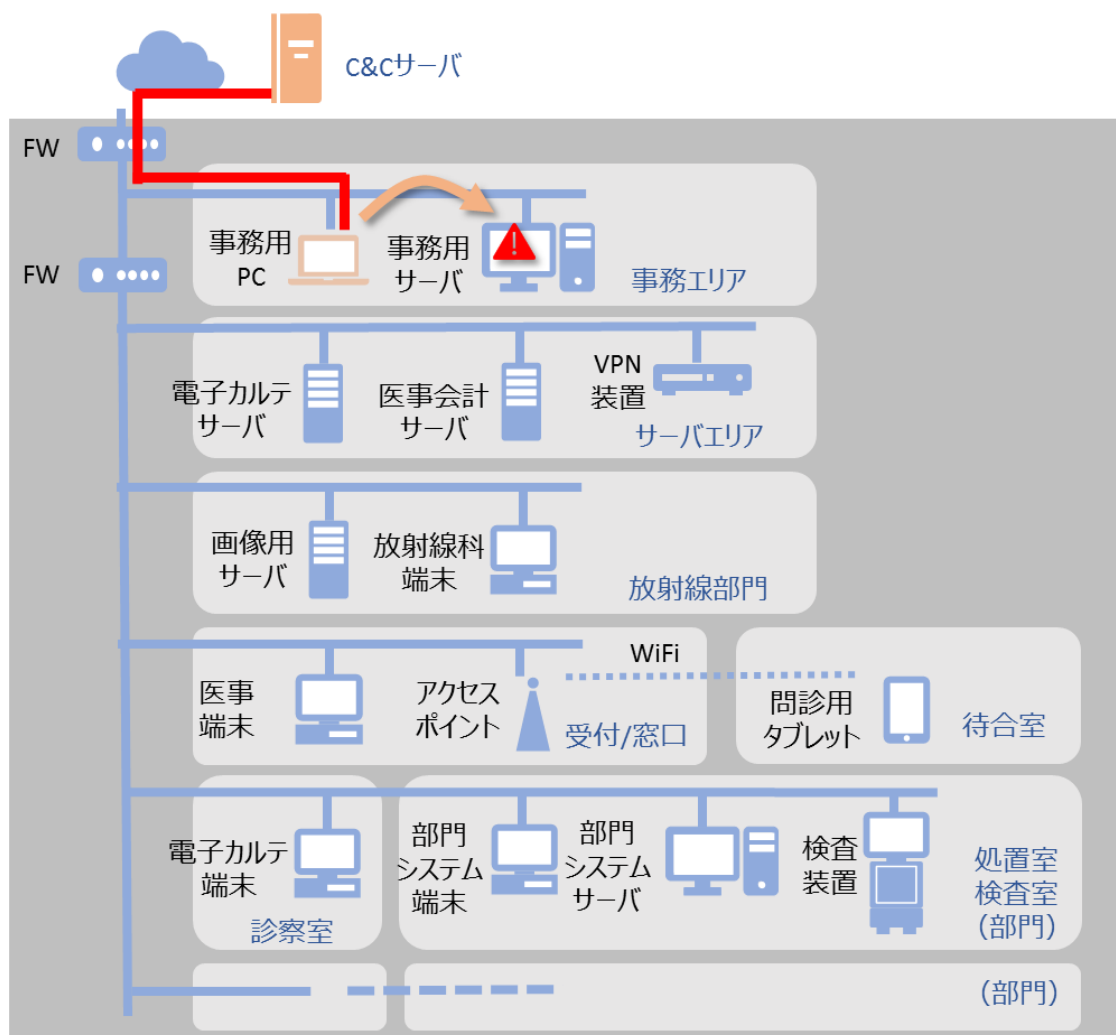 C&Cサーバ
FW
事務用
PC
事務用
サーバ
事務エリア
FW
電子カルテ
サーバ
医事会計
サーバ
VPN
装置
サーバエリア
画像用
サーバ
放射線科
端末
放射線部門
医事
端末
アクセス
ポイント
WiFi
受付/窓口
問診用
タブレット
待合室
電子カルテ
端末
診察室
部門
システム
端末
部門
システム
サーバ
検査
装置
処置室
検査室
(部門)
(部門)